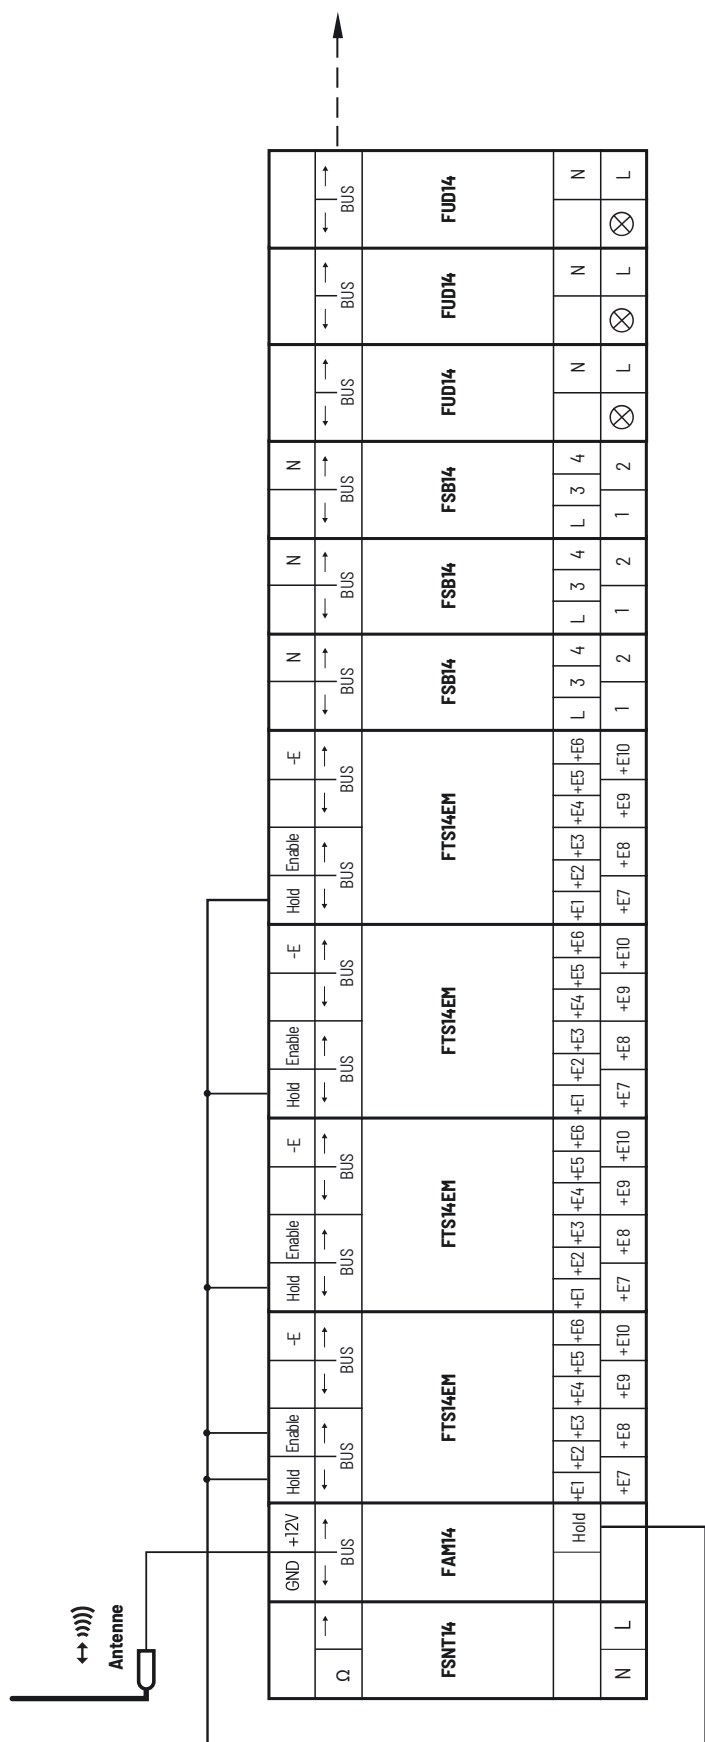 Antenne
GND +12V Hold Enable -E Hold Enable -E Hold Enable -E Hold Enable -E N N N
Ω BUS BUS BUS BUS BUS BUS BUS BUS BUS BUS BUS BUS BUS BUS BUS
FSNT14 FAM14 FTS14EM FTS14EM FTS14EM FTS14EM FSB14 FSB14 FSB14 FUD14 FUD14 FUD14
Hold +E1 +E2 +E3 +E4 +E5 +E6 +E1 +E2 +E3 +E4 +E5 +E6 +E1 +E2 +E3 +E4 +E5 +E6 +E1 +E2 +E3 +E4 +E5 +E6 L 3 4 L 3 4 L 3 4 N N N
N L +E7 +E8 +E9 +E10 +E7 +E8 +E9 +E10 +E7 +E8 +E9 +E10 +E7 +E8 +E9 +E10 1 2 1 2 1 2 L L L